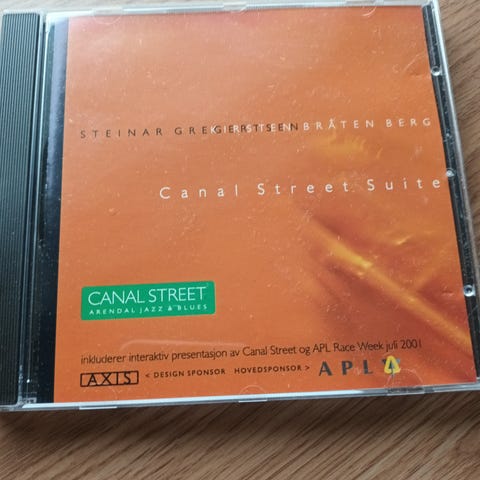 STEINAR GREGERTSEN KIRSTEN BRÅTEN BERG
Canal Street Suite
CANAL STREET
ARENDAL JAZZ & BLUES
inkluderer interaktiv presentasjon av Canal Street og APL Race Week juli 2001
AXIS < DESIGN SPONSOR HOVEDSPONSOR > APL